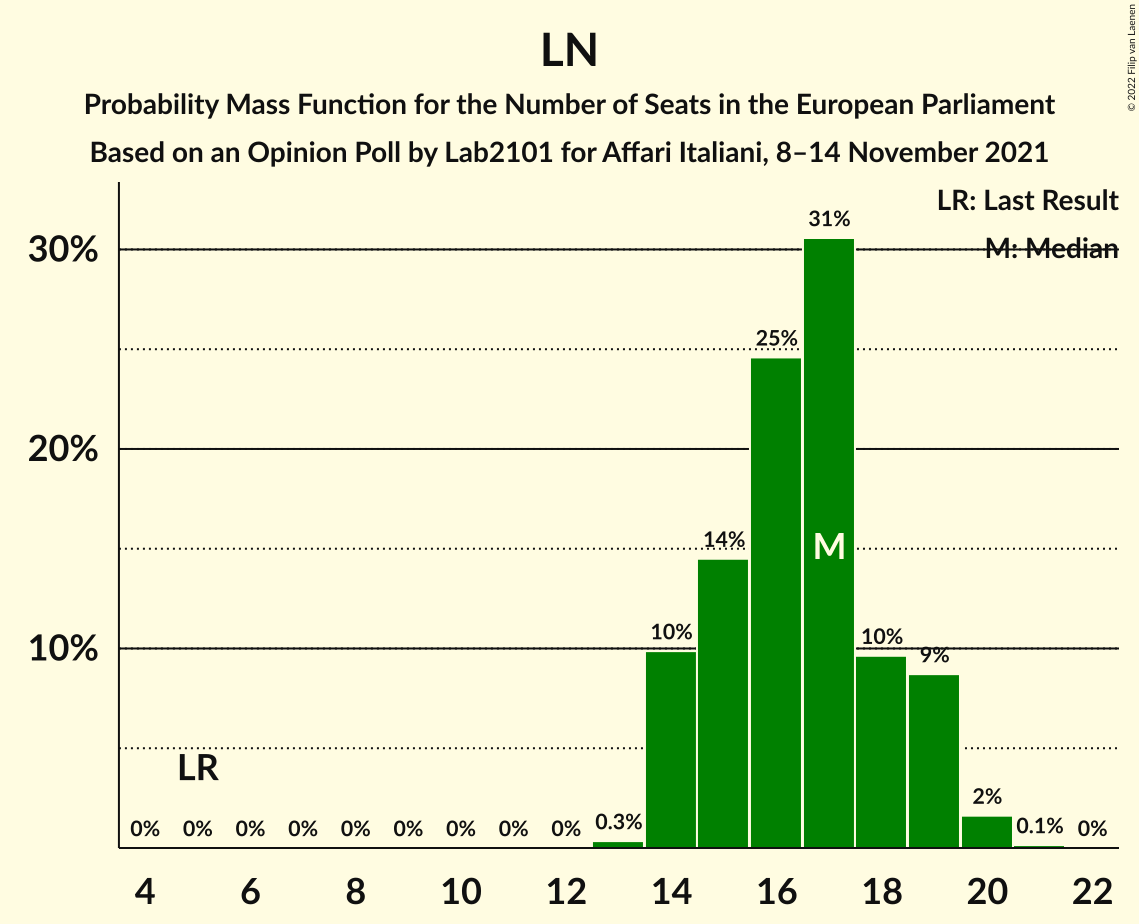 LN
Probability Mass Function for the Number of Seats in the European Parliament
Based on an Opinion Poll by Lab2101 for Affari Italiani, 8–14 November 2021
© 2022 Filip van Laenen
LR: Last Result
M: Median
30%
20%
10%
31%
25%
14%
M
10%
10%
9%
LR
0% 0% 0% 0% 0% 0% 0% 0% 0% 0.3% 2% 0.1% 0%
4 6 8 10 12 14 16 18 20 22